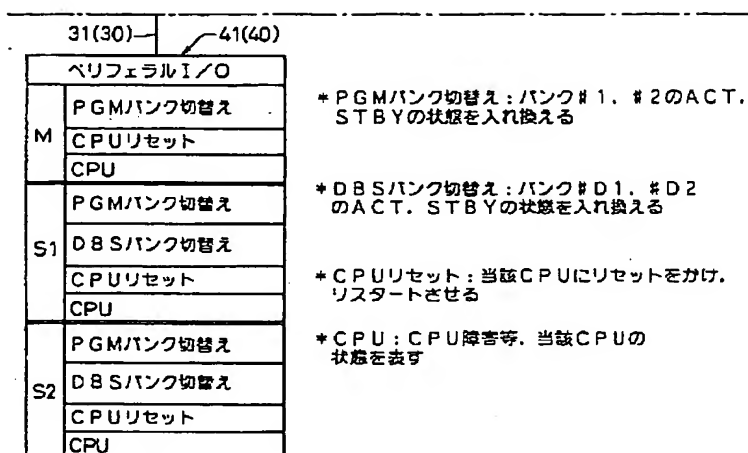 31(30) 41(40)
ペリフェラルI/O
M
PGMバンク切替え
CPUリセット
CPU
S1
PGMバンク切替え
DBSバンク切替え
CPUリセット
CPU
S2
PGMバンク切替え
DBSバンク切替え
CPUリセット
CPU
*PGMバンク切替え:バンク#1.#2のACT.
STBYの状態を入れ換える
*DBSバンク切替え:バンク#D1.#D2
のACT.STBYの状態を入れ換える
*CPUリセット:当該CPUにリセットをかけ.
リスタートさせる
*CPU:CPU障害等.当該CPUの
状態を表す